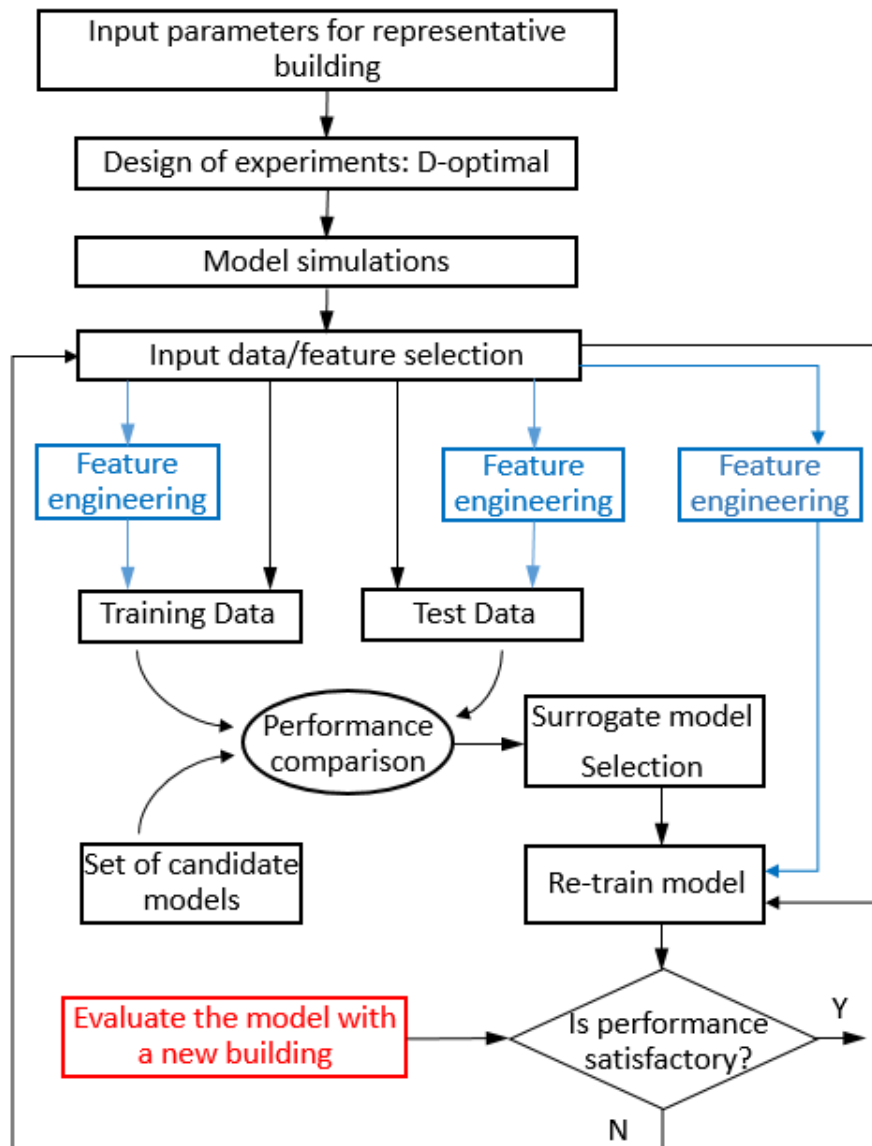 Input parameters for representative
building
Design of experiments: D-optimal
Model simulations
Input data/feature selection
Feature
engineering
Feature
engineering
Feature
engineering
Training Data
Test Data
Performance
comparison
Surrogate model
Selection
Set of candidate
models
Re-train model
Evaluate the model with
a new building
Is performance
satisfactory?
Y
N